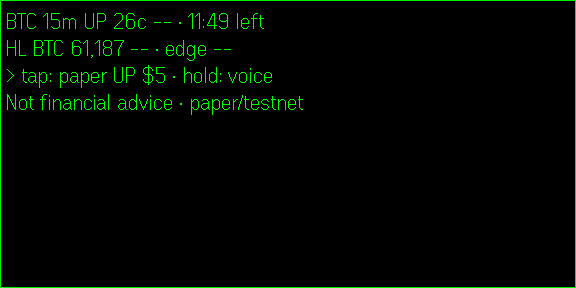 BTC 15m UP 26c -- · 11:49 left
HL BTC 61,187 -- · edge --
> tap: paper UP $5 · hold: voice
Not financial advice · paper/testnet